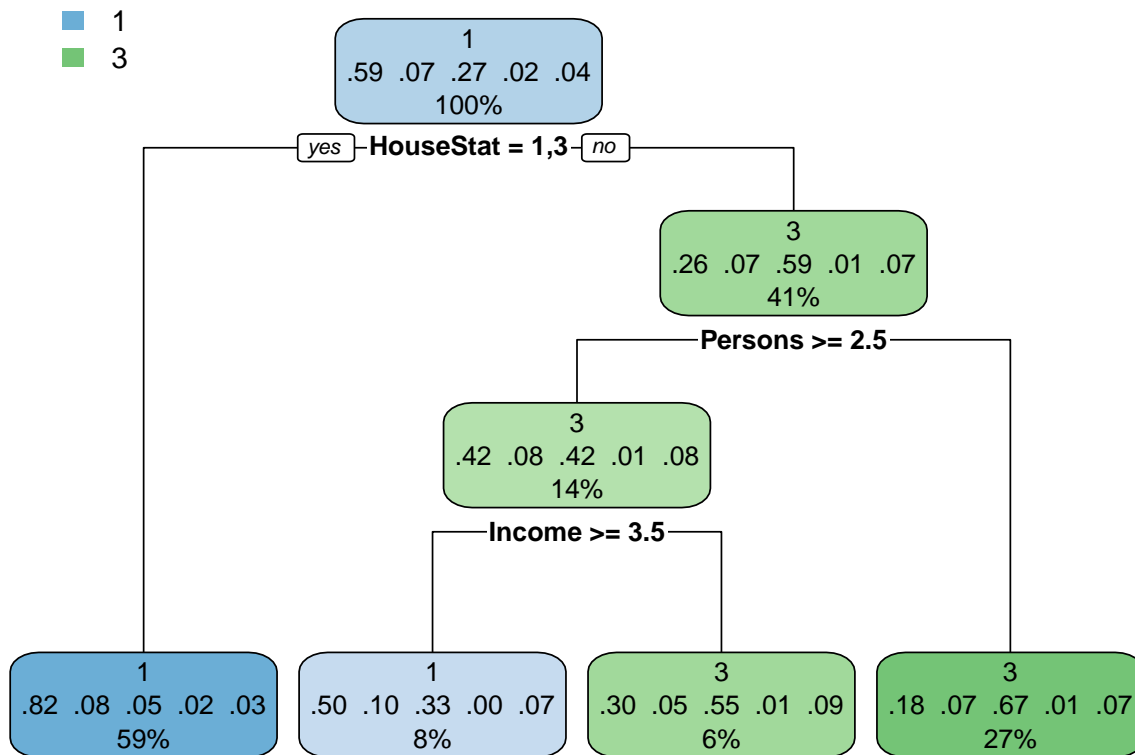 1
3
1
.59 .07 .27 .02 .04
100%
yes HouseStat = 1,3 no
3
.26 .07 .59 .01 .07
41%
Persons >= 2.5
3
.42 .08 .42 .01 .08
14%
Income >= 3.5
1
.82 .08 .05 .02 .03
59%
1
.50 .10 .33 .00 .07
8%
3
.30 .05 .55 .01 .09
6%
3
.18 .07 .67 .01 .07
27%